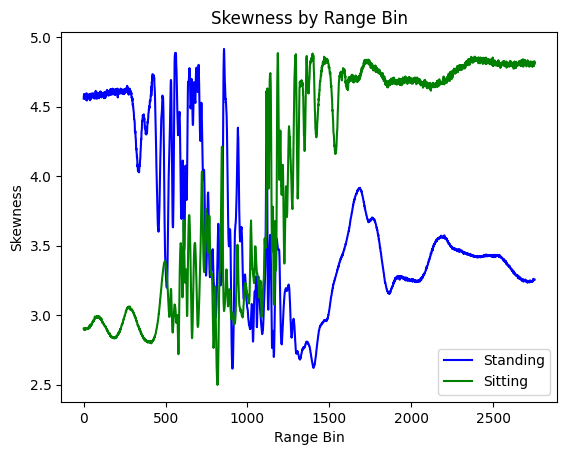 Skewness by Range Bin
5.0
4.5
4.0
3.5
3.0
2.5
Skewness
0 500 1000 1500 2000 2500
Range Bin
Standing
Sitting